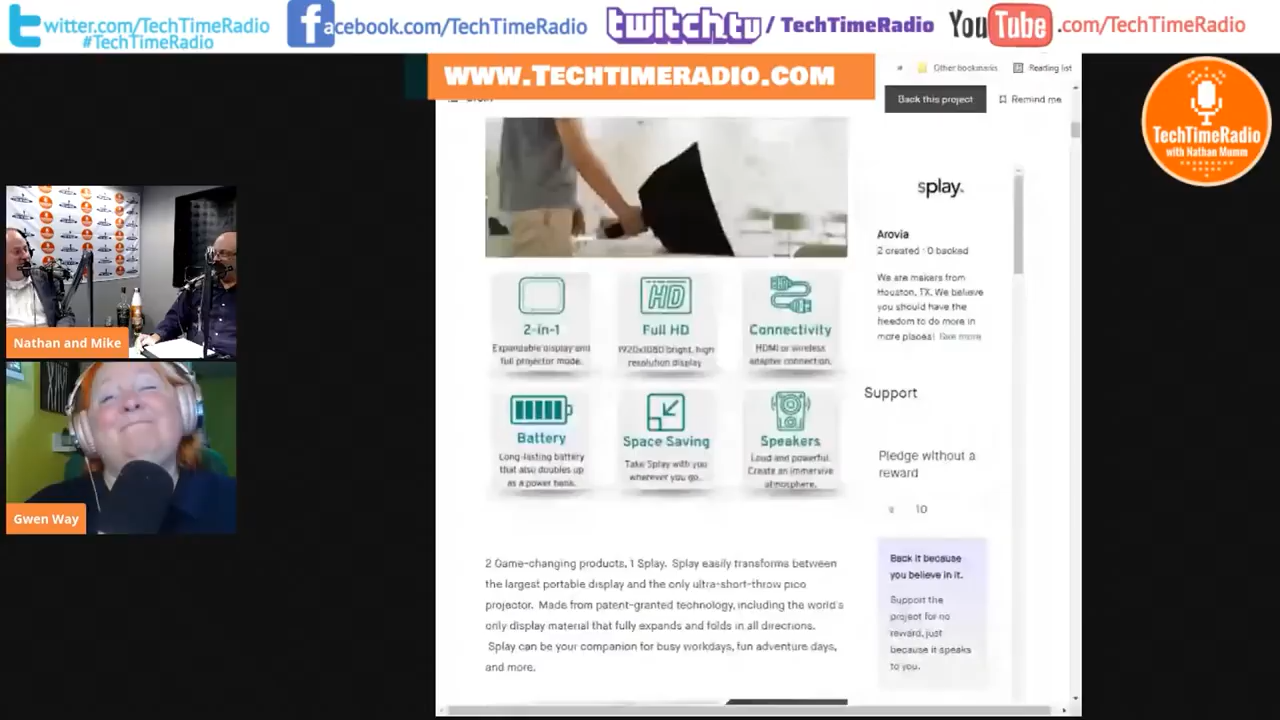 witter.com/TechTimeRadio
#TechTimeRadio
facebook.com/TechTimeRadio
twitchtv / TechTimeRadio
YouTube.com/TechTimeRadio
www.Techtimeradio.com
Other bookmarks
Reading list
Back this project
Remind me
TechTimeRadio
with Nathan Mumm
splay.
Arovia
2 created · 0 backed
We are makers from
Houston, TX. We believe
you should have the
freedom to do more in
more places! See more
2-in-1
Expandable display and
full projector mode.
Full HD
1920x1080 bright, high
resolution display
Connectivity
HDMI or wireless
adapter connection.
Battery
Long-lasting battery
that also doubles up
as a power bank.
Space Saving
Take Splay with you
wherever you go.
Speakers
Loud and powerful.
Create an immersive
atmosphere.
Support
Pledge without a
reward
10
Back it because
you believe in it.
Support the
project for no
reward, just
because it speaks
to you.
2 Game-changing products, 1 Splay. Splay easily transforms between
the largest portable display and the only ultra-short-throw pico
projector. Made from patent-granted technology, including the world's
only display material that fully expands and folds in all directions.
Splay can be your companion for busy workdays, fun adventure days,
and more.
Nathan and Mike
Gwen Way